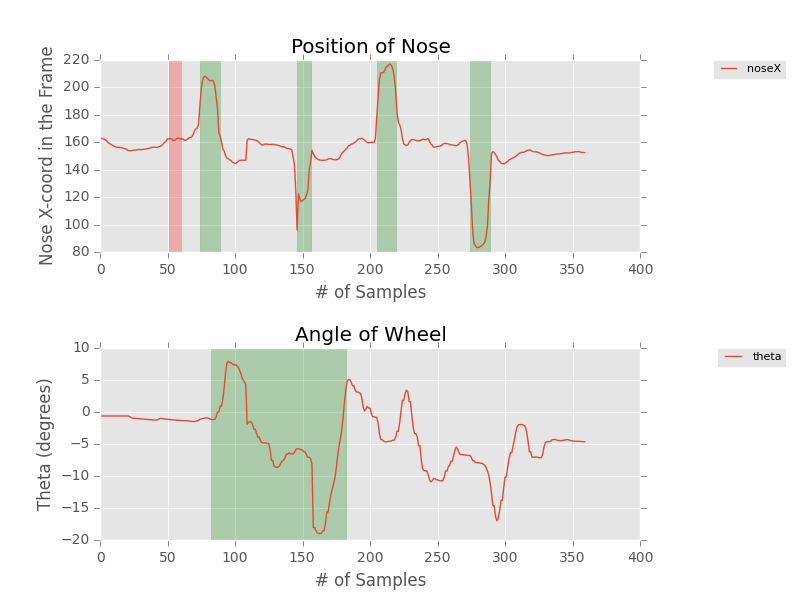 Position of Nose
220
200
180
160
140
120
100
80
Nose X-coord in the Frame
noseX
0 50 100 150 200 250 300 350 400
# of Samples
Angle of Wheel
10
5
0
−5
−10
−15
−20
Theta (degrees)
theta
0 50 100 150 200 250 300 350 400
# of Samples